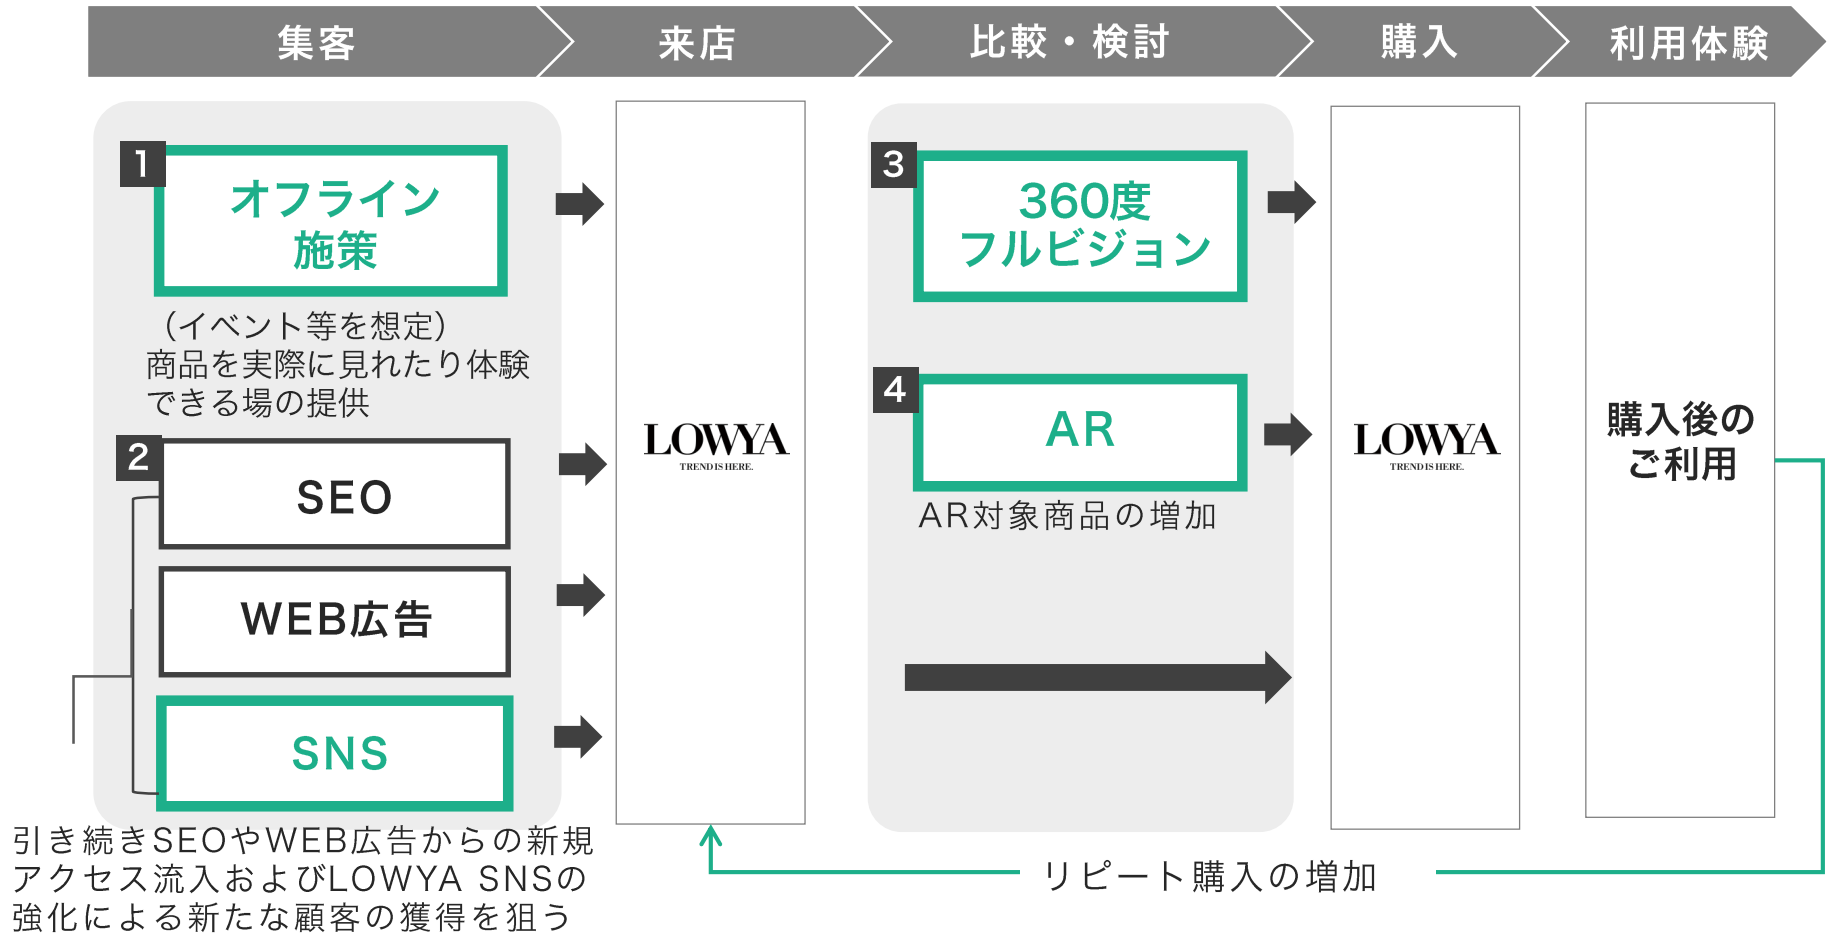 集客
来店
比較・検討
購入
利用体験
1
オフライン
施策
（イベント等を想定）
商品を実際に見れたり体験
できる場の提供
2
SEO
WEB広告
SNS
引き続きSEOやWEB広告からの新規
アクセス流入およびLOWYA SNSの
強化による新たな顧客の獲得を狙う
LOWYA
TREND IS HERE.
3
360度
フルビジョン
4
AR
AR対象商品の増加
LOWYA
TREND IS HERE.
購入後の
ご利用
リピート購入の増加